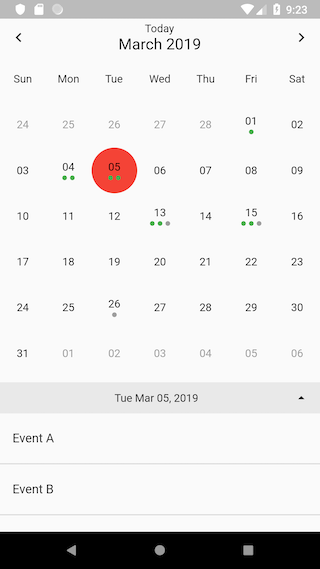 9:23
Today
March 2019
Sun Mon Tue Wed Thu Fri Sat
24 25 26 27 28 01 02
03 04 05 06 07 08 09
10 11 12 13 14 15 16
17 18 19 20 21 22 23
24 25 26 27 28 29 30
31 01 02 03 04 05 06
Tue Mar 05, 2019
Event A
Event B